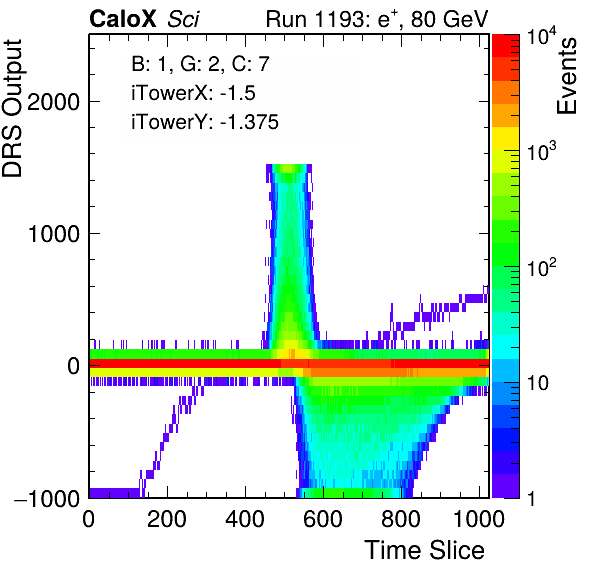 CaloX Sci Run 1193: e+, 80 GeV
B: 1, G: 2, C: 7
iTowerX: -1.5
iTowerY: -1.375
DRS Output
2000
1000
0
−1000
0 200 400 600 800 1000
Time Slice
Events
10^4
10^3
10^2
10
1